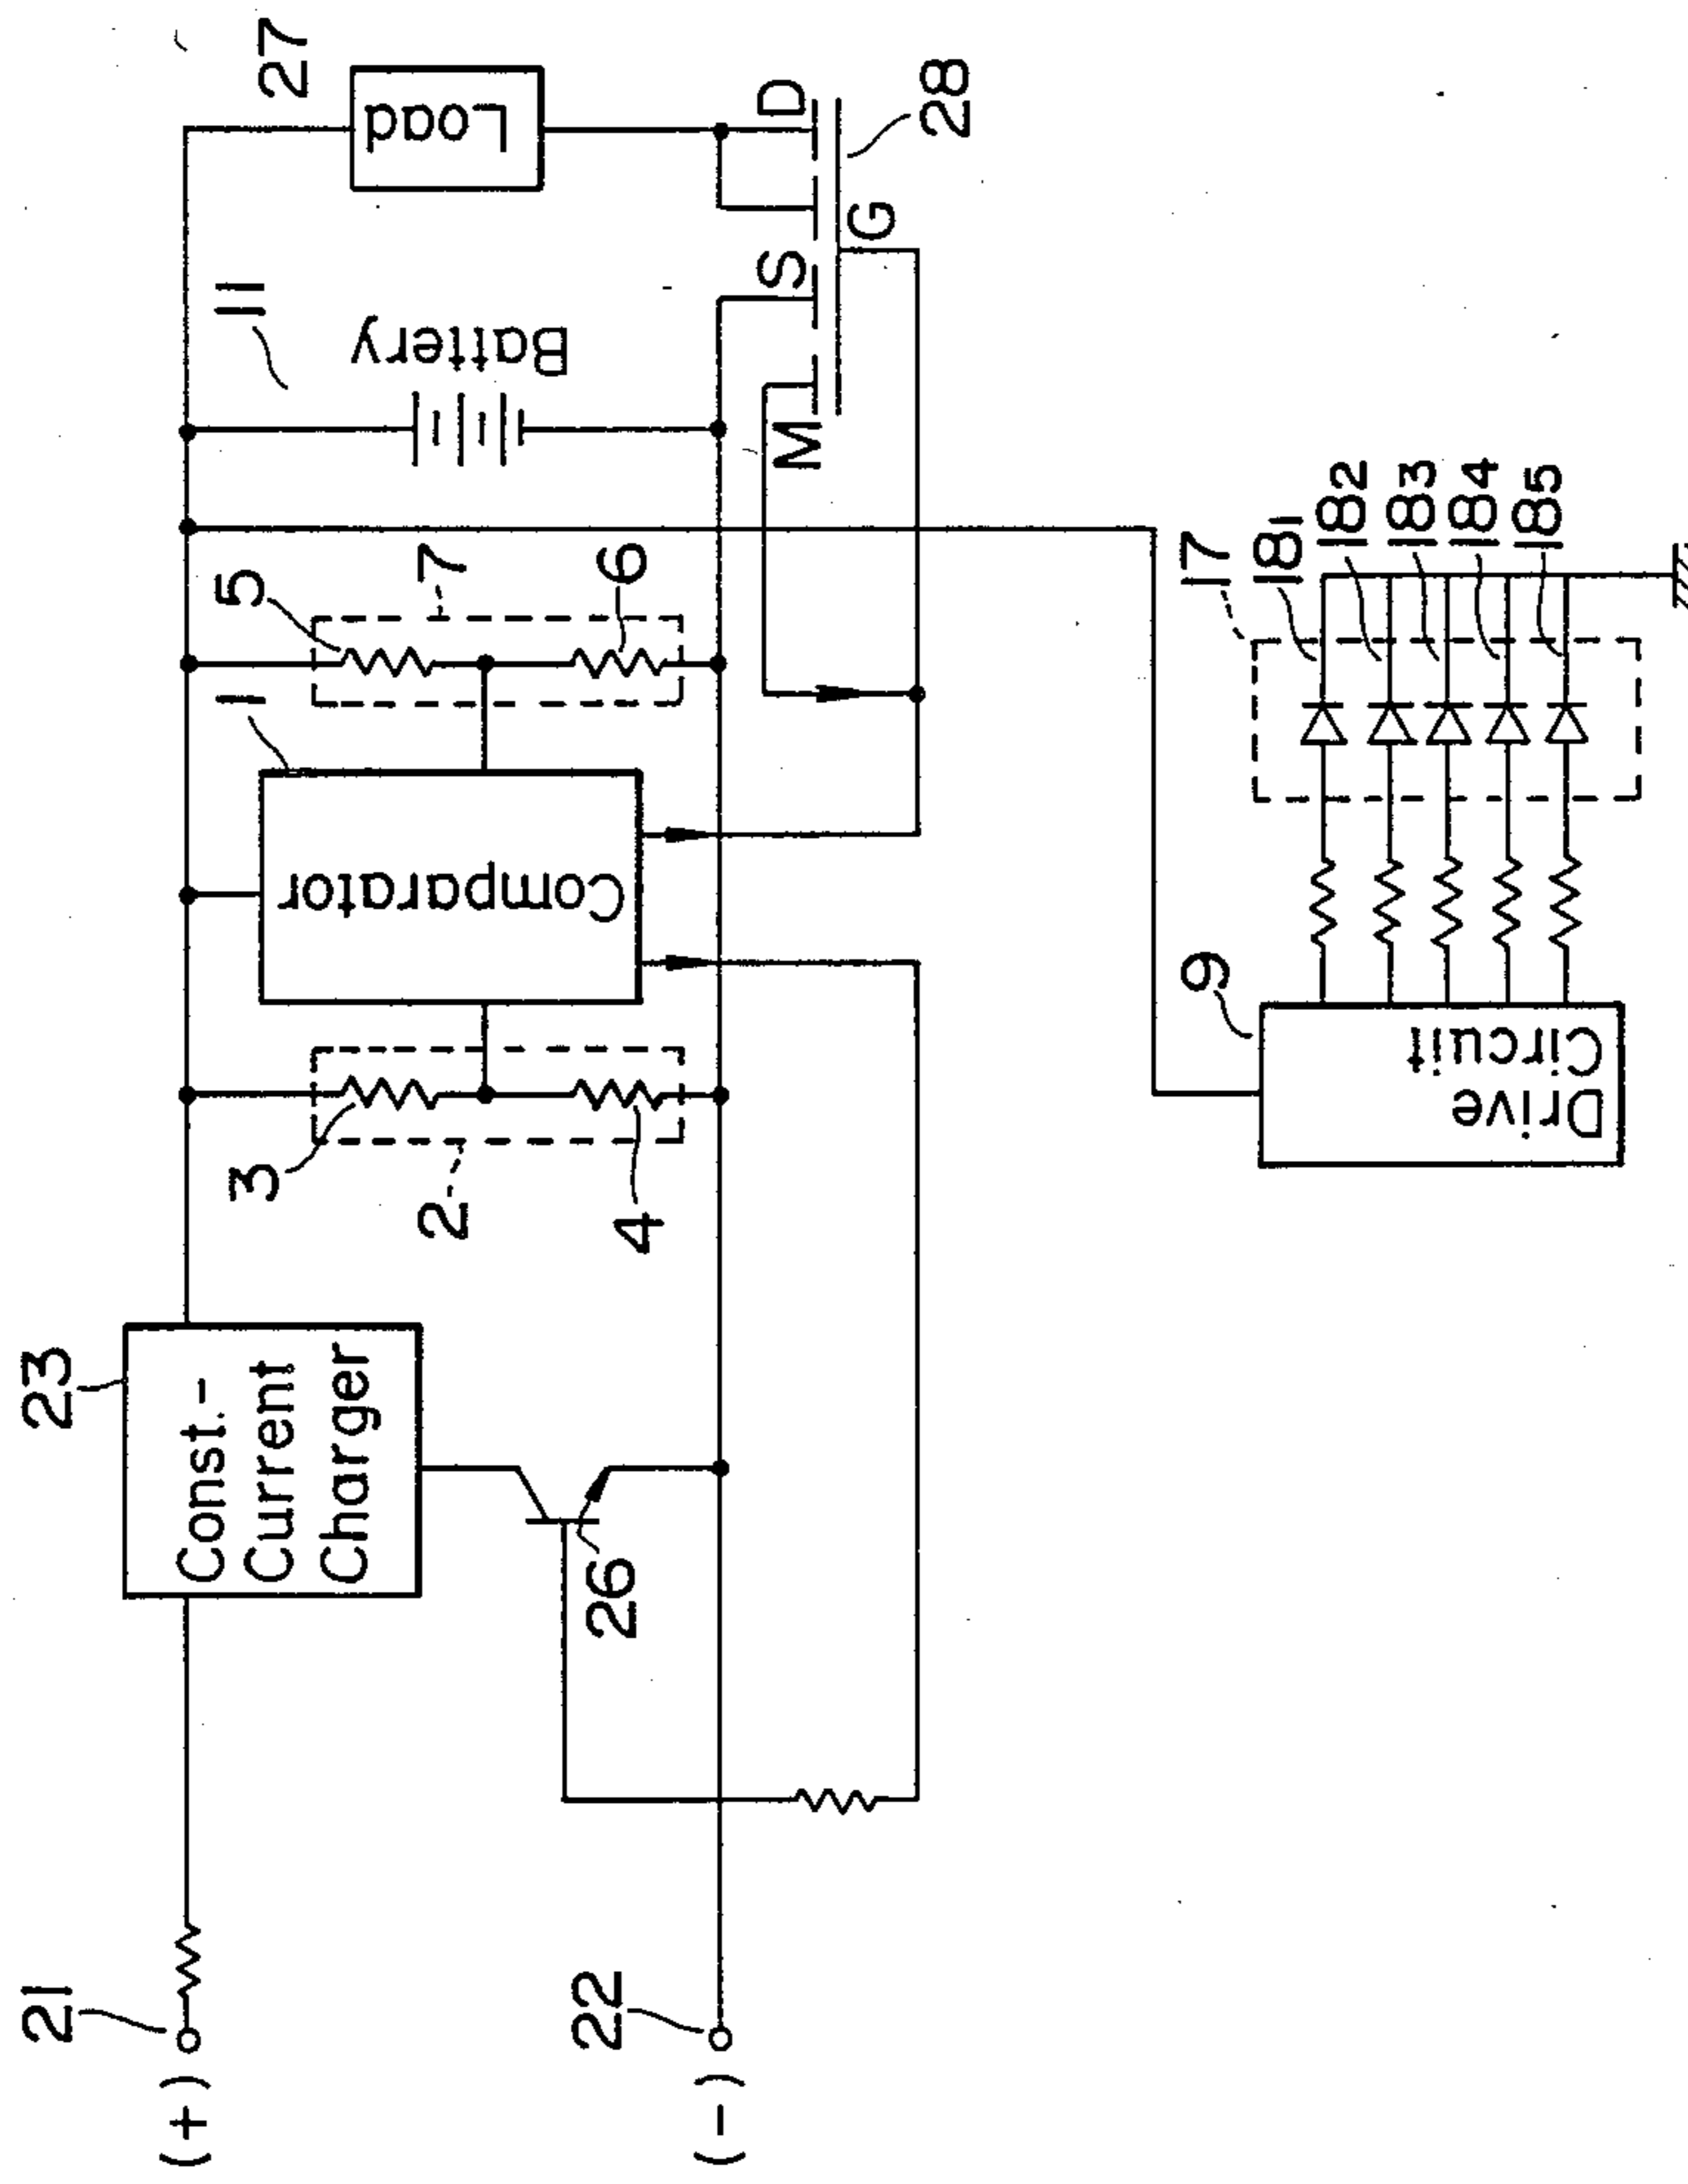 21
(+)
22
(-)
23
Const.-
Current
Charger
26
3
2
4
1
Comparator
5
7
6
11
Battery
27
Load
D
S
M
G
28
9
Drive
Circuit
17
18₁
18₂
18₃
18₄
18₅